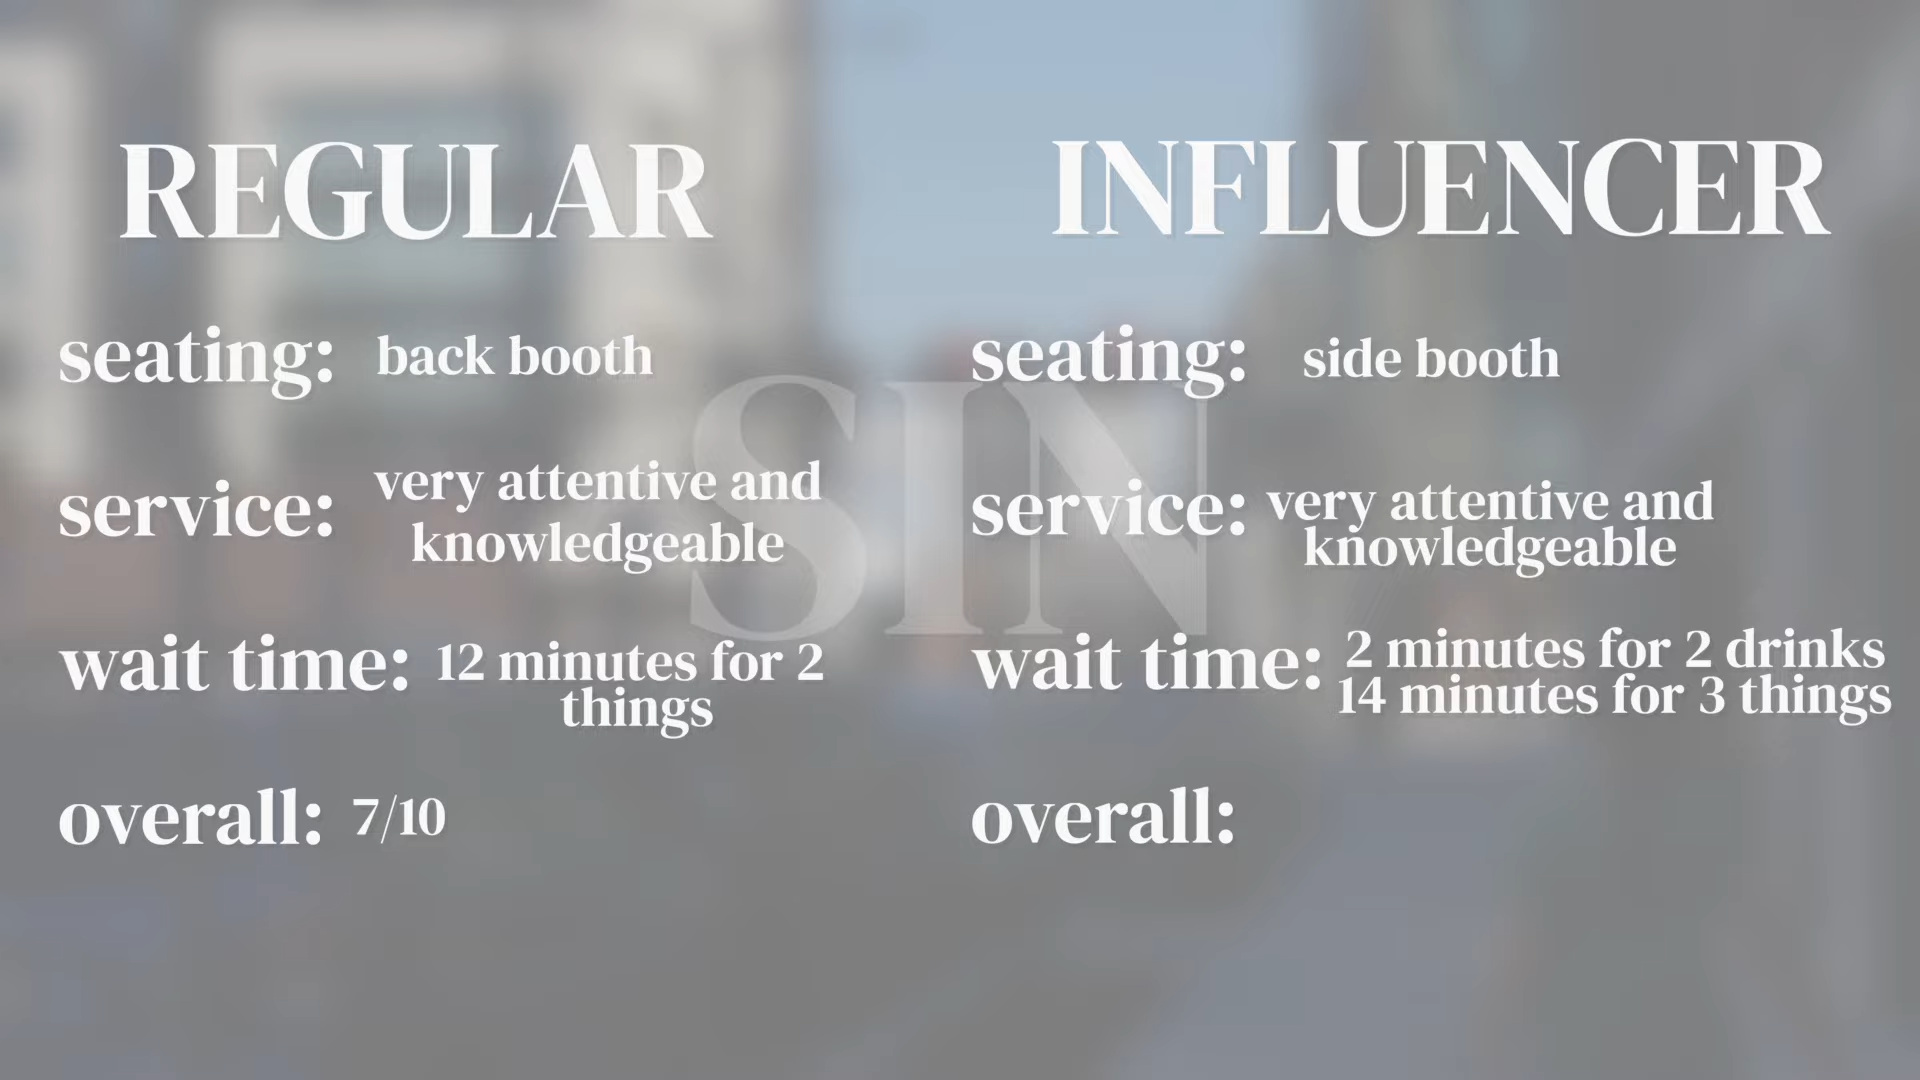 REGULAR
seating: back booth
service: very attentive and
knowledgeable
wait time: 12 minutes for 2
things
overall: 7/10
INFLUENCER
seating: side booth
service: very attentive and
knowledgeable
wait time: 2 minutes for 2 drinks
14 minutes for 3 things
overall:
SIN